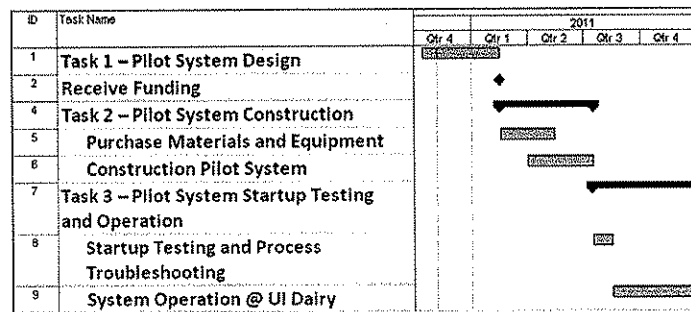 ID Task Name 2011
Qtr 4 Qtr 1 Qtr 2 Qtr 3 Qtr 4
1 Task 1 – Pilot System Design
2 Receive Funding
4 Task 2 – Pilot System Construction
5 Purchase Materials and Equipment
6 Construction Pilot System
7 Task 3 – Pilot System Startup Testing
and Operation
8 Startup Testing and Process
Troubleshooting
9 System Operation @ UI Dairy